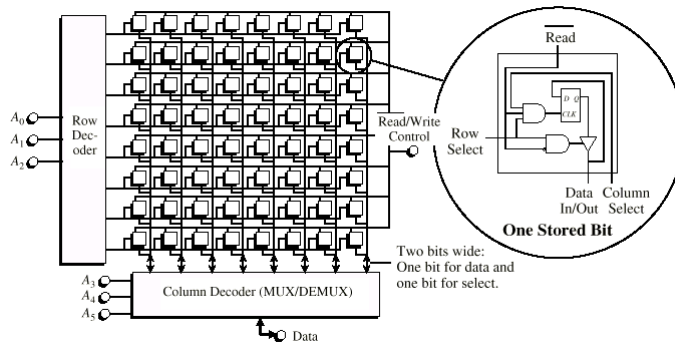 Read
D Q
CLK
Row
Select
Data
In/Out
Column
Select
One Stored Bit
A0
A1
A2
Row
Dec-
oder
Read/Write
Control
Two bits wide:
One bit for data and
one bit for select.
A3
A4
A5
Column Decoder (MUX/DEMUX)
Data